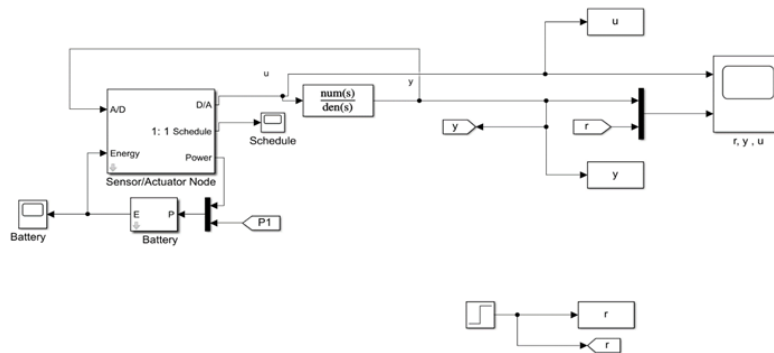 u
u
y
A/D
D/A
num(s)
den(s)
1: 1 Schedule
Schedule
y
r
r, y , u
Energy
Power
Sensor/Actuator Node
y
E
P
P1
Battery
Battery
r
r